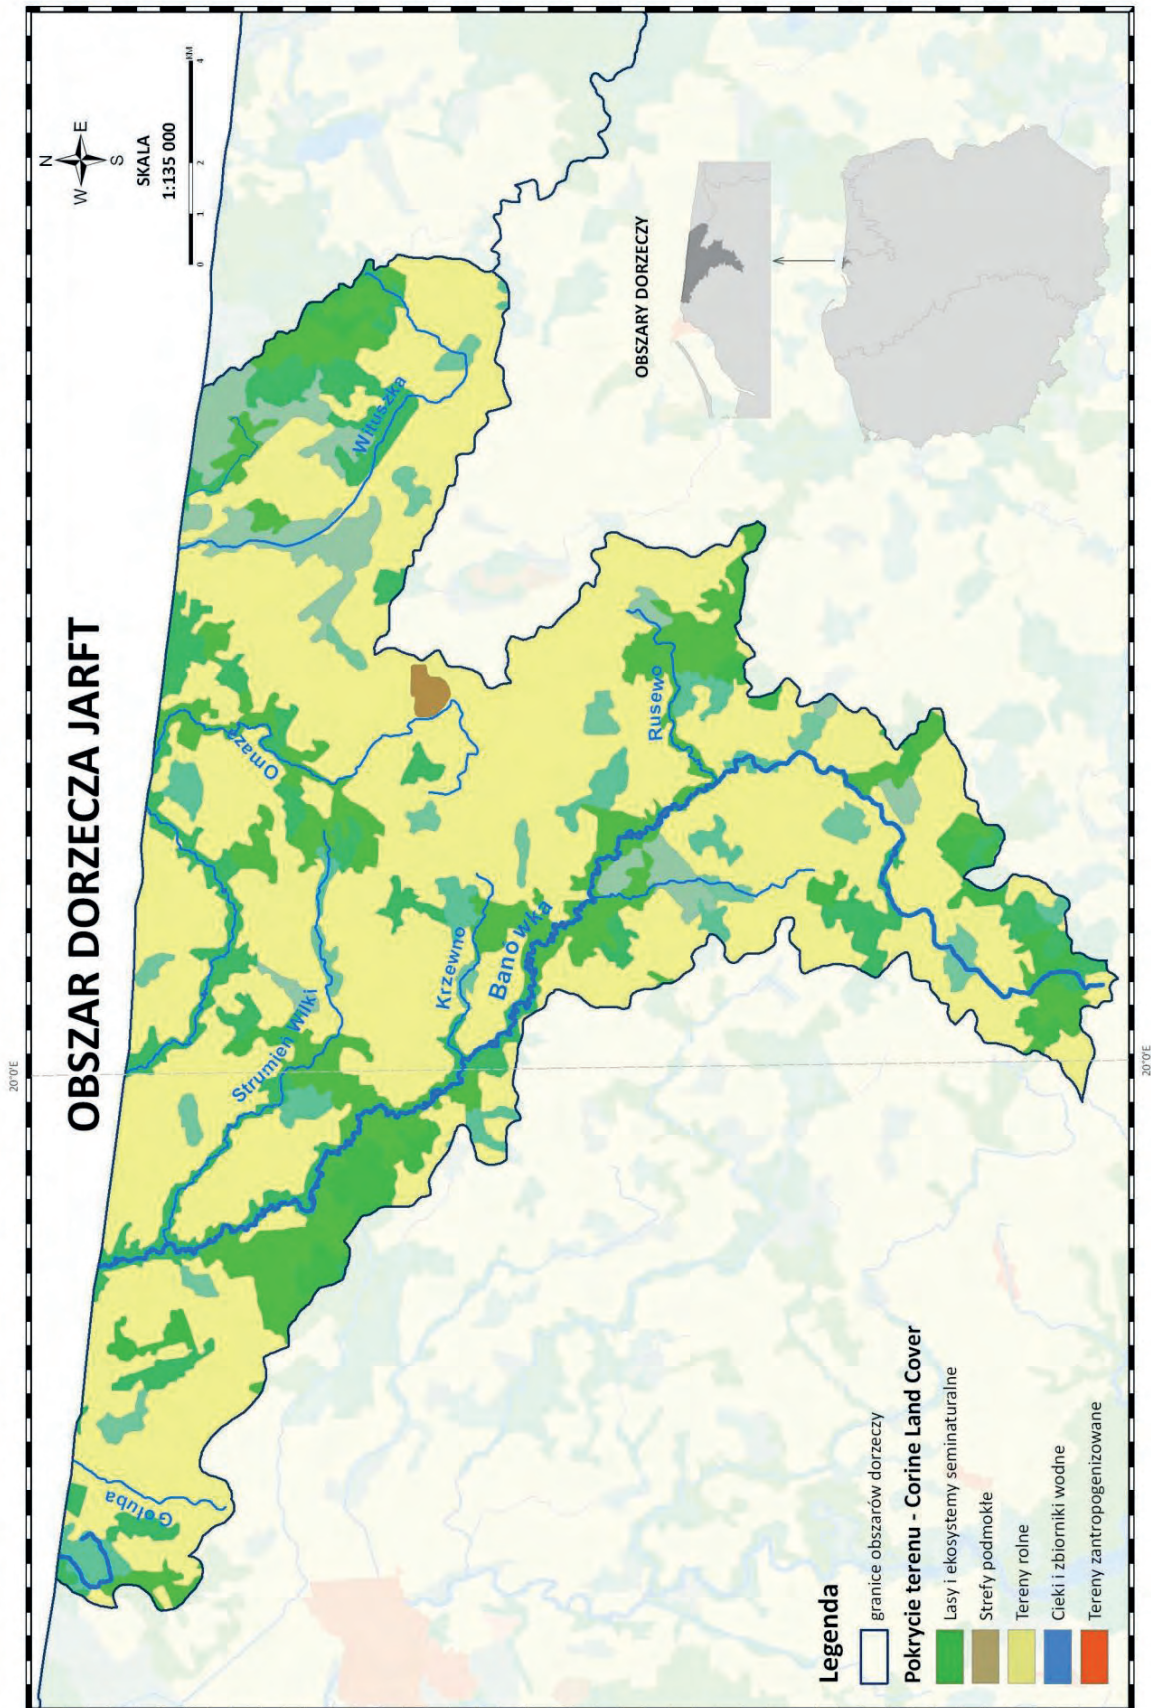 OBSZAR DORZECZA JARFT
N
W
E
S
SKALA
1:135 000
0
1
2
4
KM
20°0'E
Gołuba
Strumień Wilki
Omaza
Wituszka
Krzewno
Banówka
Rusewo
OBSZARY DORZECZY
20°0'E
Legenda
granice obszarów dorzeczy
Pokrycie terenu - Corine Land Cover
Lasy i ekosystemy seminaturalne
Strefy podmokłe
Tereny rolne
Cieki i zbiorniki wodne
Tereny zantropogenizowane